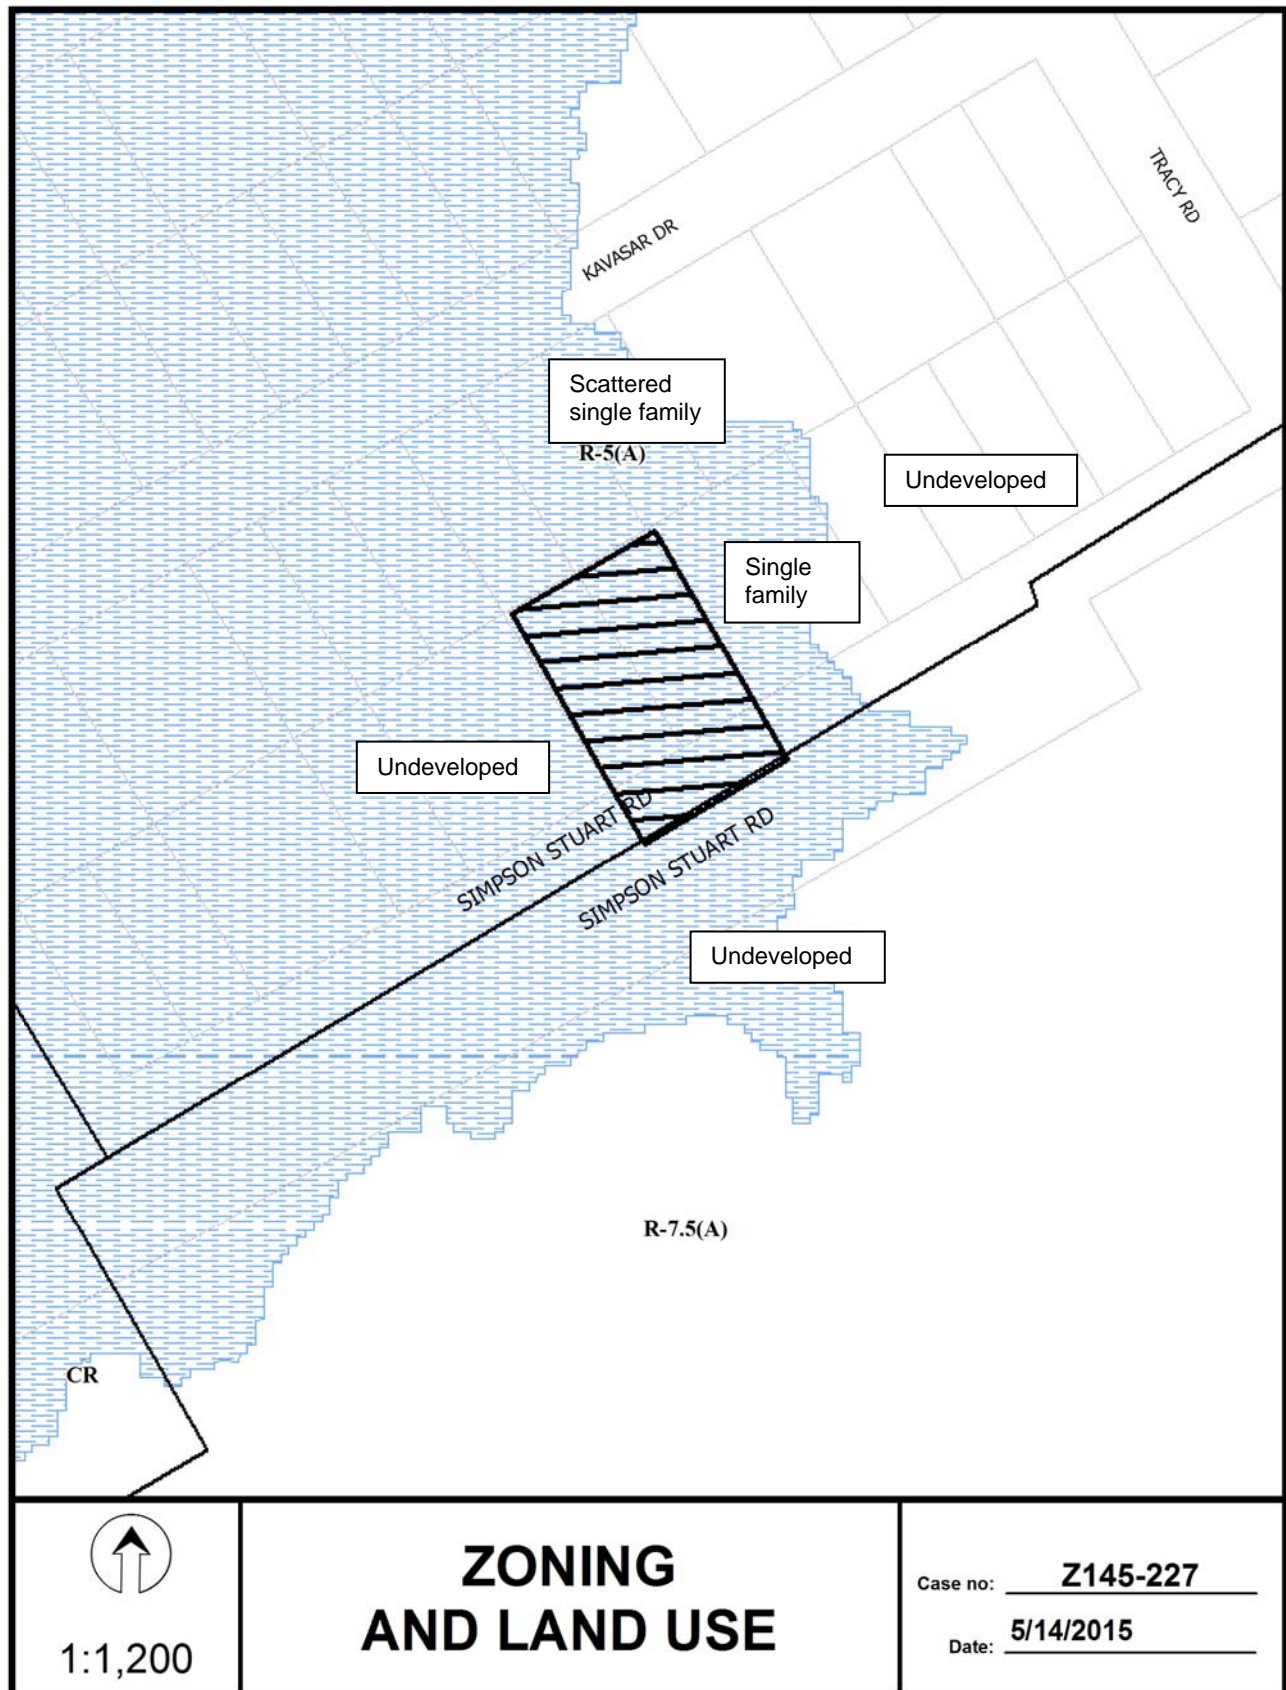 TRACY RD
KAVASAR DR
Scattered
single family
R-5(A)
Undeveloped
Single
family
Undeveloped
SIMPSON STUART RD
SIMPSON STUART RD
Undeveloped
R-7.5(A)
CR
1:1,200
ZONING
AND LAND USE
Case no: Z145-227
Date: 5/14/2015